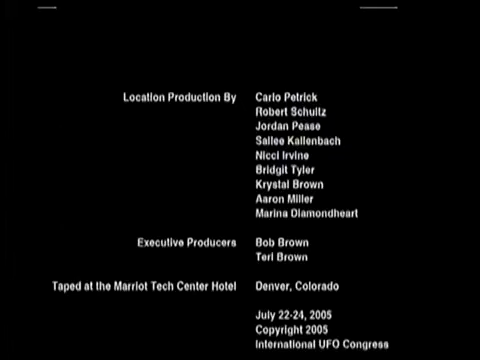 Location Production By Carlo Petrick
Robert Schultz
Jordan Pease
Sallee Kallenbach
Nicci Irvine
Bridgit Tyler
Krystal Brown
Aaron Miller
Marina Diamondheart
Executive Producers Bob Brown
Teri Brown
Taped at the Marriot Tech Center Hotel Denver, Colorado
July 22-24, 2005
Copyright 2005
International UFO Congress